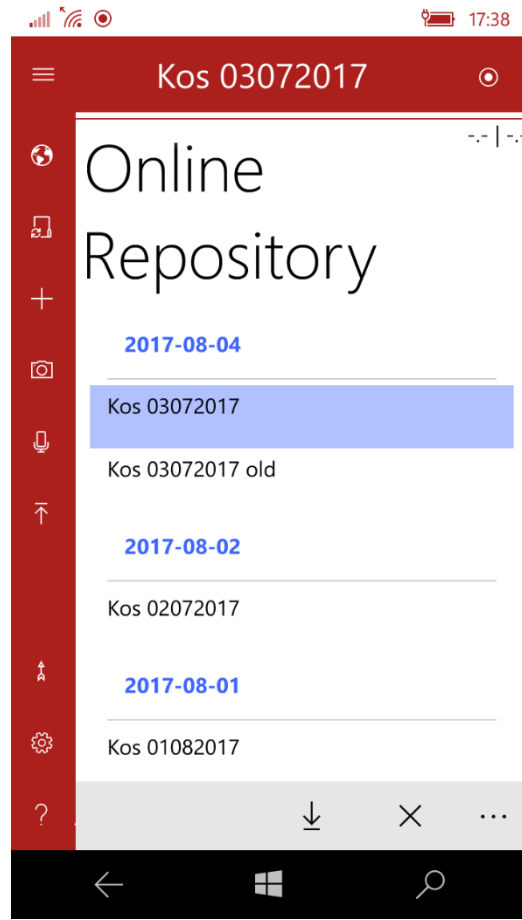 17:38
Kos 03072017
-.- | -.-
Online
Repository
2017-08-04
Kos 03072017
Kos 03072017 old
2017-08-02
Kos 02072017
2017-08-01
Kos 01082017
?
...